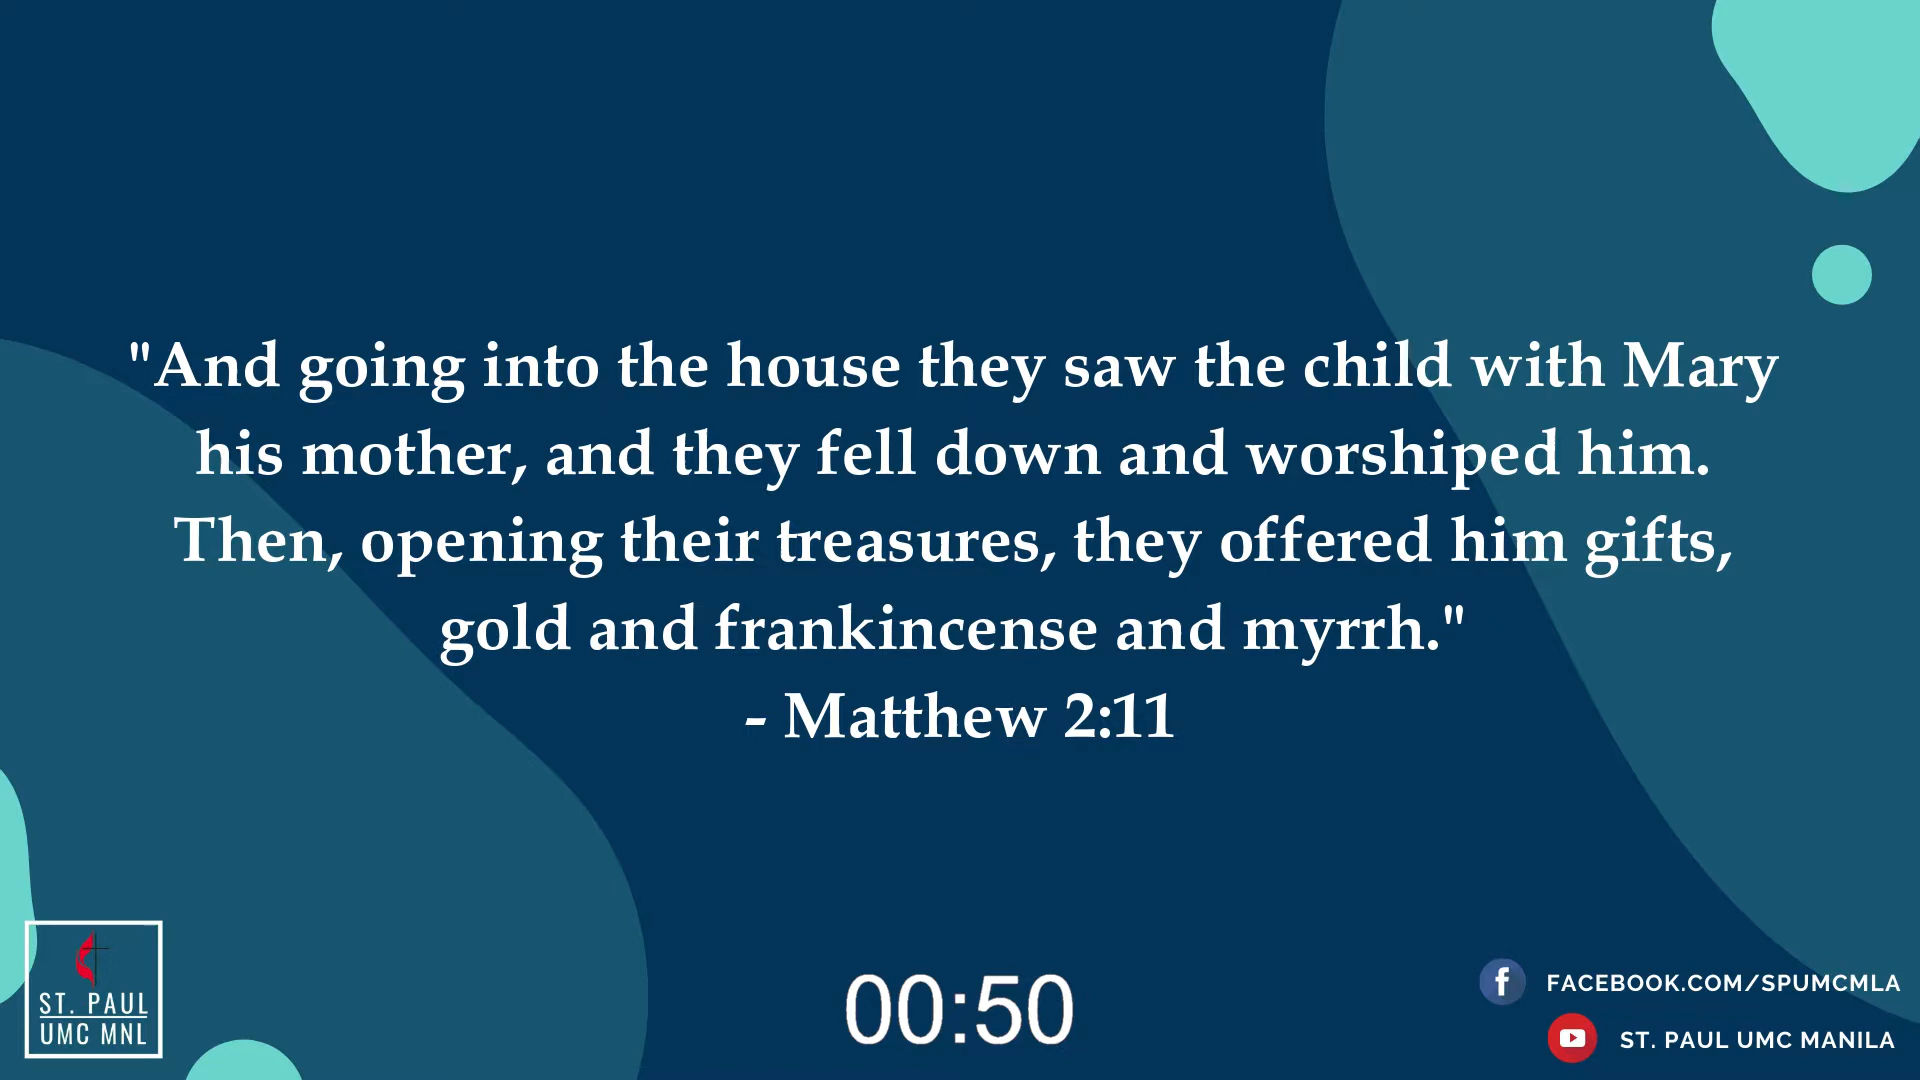 "And going into the house they saw the child with Mary
his mother, and they fell down and worshiped him.
Then, opening their treasures, they offered him gifts,
gold and frankincense and myrrh."
- Matthew 2:11
ST. PAUL
UMC MNL
00:50
FACEBOOK.COM/SPUMCMLA
ST. PAUL UMC MANILA